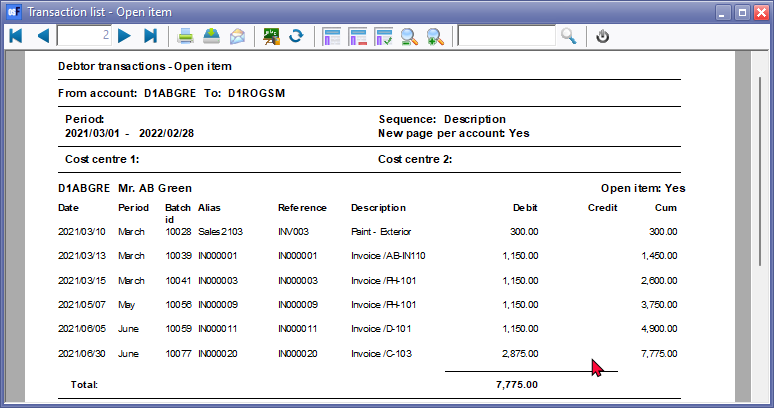 Transaction list - Open item
2
Debtor transactions - Open item
From account: D1ABGRE To: D1ROGSM
Period: Sequence: Description
2021/03/01 - 2022/02/28 New page per account: Yes
Cost centre 1: Cost centre 2:
D1ABGRE Mr. AB Green Open item: Yes
Date Period Batch id Alias Reference Description Debit Credit Cum
2021/03/10 March 10028 Sales2103 INV003 Paint - Exterior 300.00 300.00
2021/03/13 March 10039 IN000001 IN000001 Invoice /AB-IN110 1,150.00 1,450.00
2021/03/15 March 10041 IN000003 IN000003 Invoice /FH-101 1,150.00 2,600.00
2021/05/07 May 10056 IN000009 IN000009 Invoice /FH-101 1,150.00 3,750.00
2021/06/05 June 10059 IN000011 IN000011 Invoice /D-101 1,150.00 4,900.00
2021/06/30 June 10077 IN000020 IN000020 Invoice /C-103 2,875.00 7,775.00
Total: 7,775.00